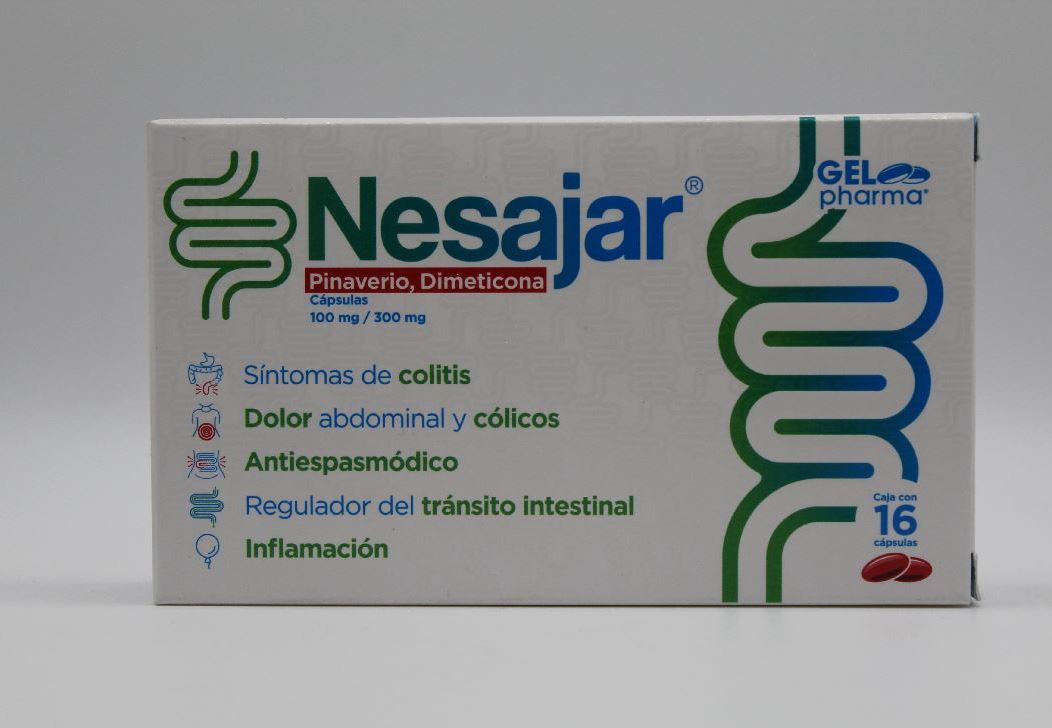 Nesajar®
Pinaverio, Dimeticona
Cápsulas
100 mg / 300 mg
GEL
pharma
Síntomas de colitis
Dolor abdominal y cólicos
Antiespasmódico
Regulador del tránsito intestinal
Inflamación
Caja con
16
cápsulas